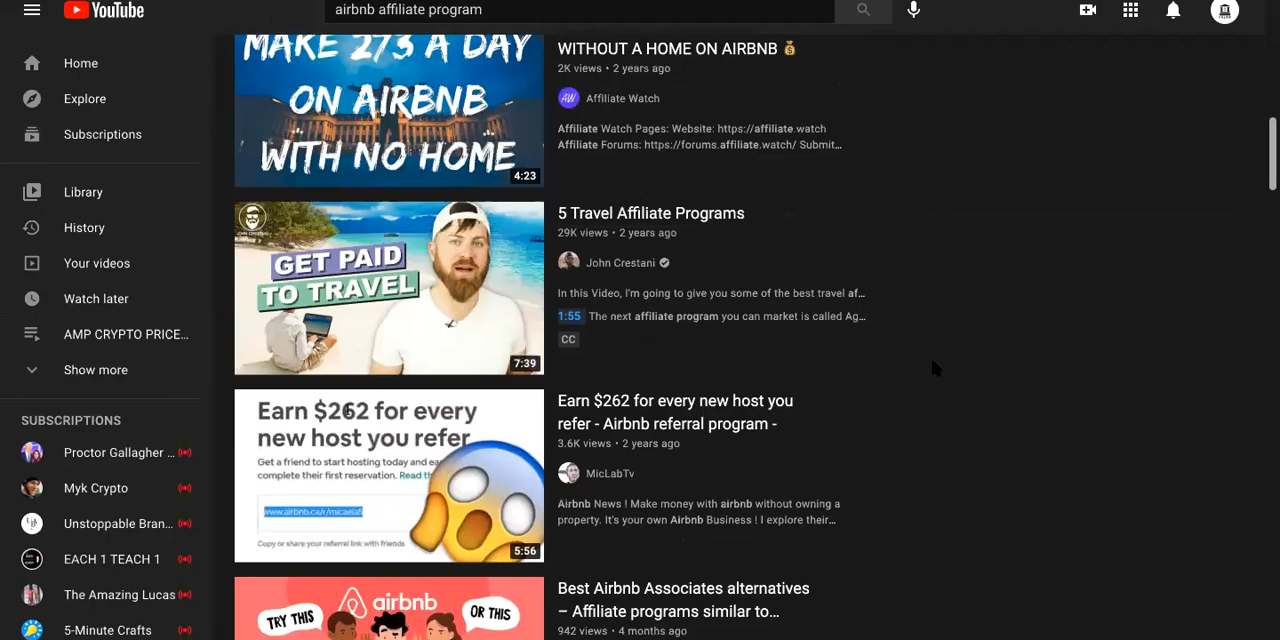 YouTube
airbnb affiliate program
Home
Explore
Subscriptions
Library
History
Your videos
Watch later
AMP CRYPTO PRICE...
Show more
SUBSCRIPTIONS
Proctor Gallagher ...
Myk Crypto
Unstoppable Bran...
EACH 1 TEACH 1
The Amazing Lucas
5-Minute Crafts
MAKE 273 A DAY
ON AIRBNB
WITH NO HOME
4:23
WITHOUT A HOME ON AIRBNB 💰
2K views • 2 years ago
AW
Affiliate Watch
Affiliate Watch Pages: Website: https://affiliate.watch
Affiliate Forums: https://forums.affiliate.watch/ Submit...
JOHN CRESTANI
GET PAID
TO TRAVEL
7:39
5 Travel Affiliate Programs
29K views • 2 years ago
John Crestani
In this Video, I'm going to give you some of the best travel af...
1:55 The next affiliate program you can market is called Ag...
CC
Earn $262 for every
new host you refer
Get a friend to start hosting today and ea
complete their first reservation. Read th
www.airbnb.ca/r/micaela5
Copy or share your referral link with friends
5:56
Earn $262 for every new host you
refer - Airbnb referral program -
3.6K views • 2 years ago
MicLabTv
Airbnb News ! Make money with airbnb without owning a
property. It's your own Airbnb Business ! I explore their...
airbnb
TRY THIS
OR THIS
Best Airbnb Associates alternatives
– Affiliate programs similar to...
942 views • 4 months ago